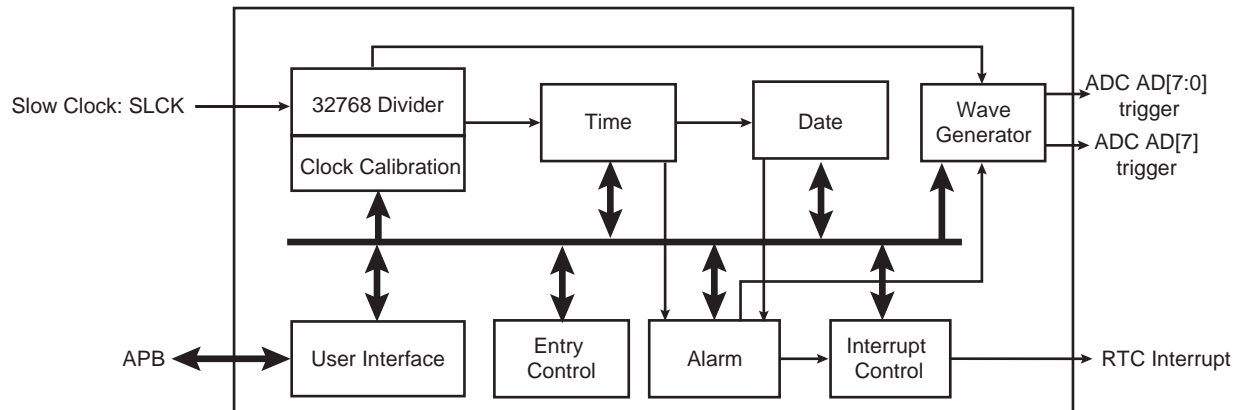 Slow Clock: SLCK
32768 Divider
Clock Calibration
Time
Date
Wave
Generator
ADC AD[7:0]
trigger
ADC AD[7]
trigger
APB
User Interface
Entry
Control
Alarm
Interrupt
Control
RTC Interrupt